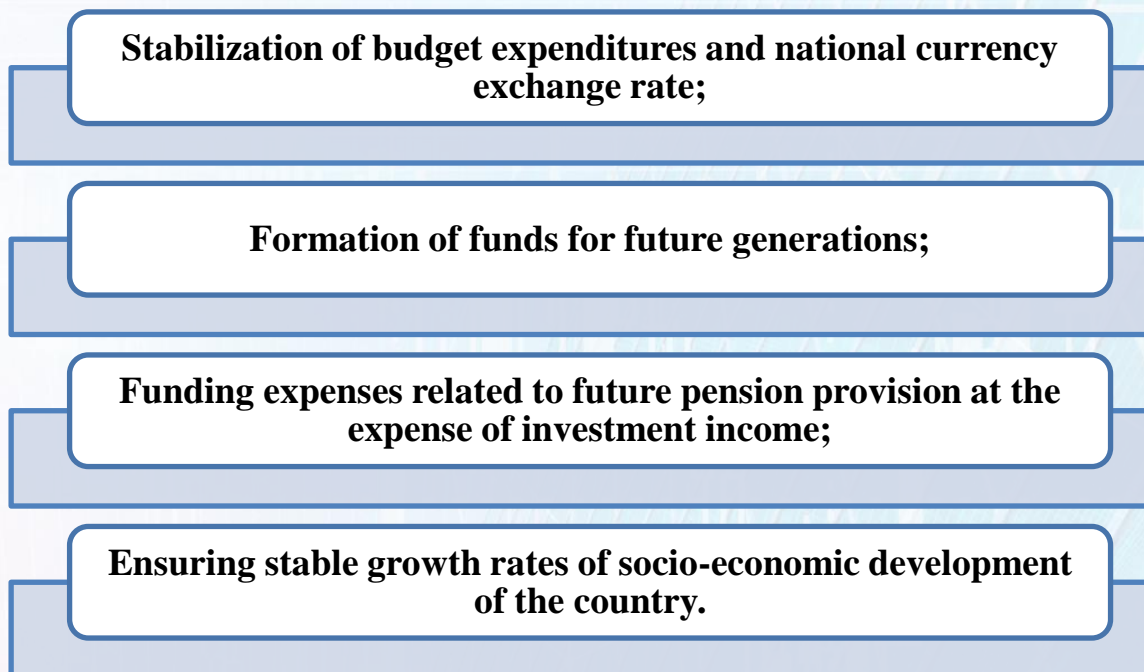 Stabilization of budget expenditures and national currency
exchange rate;
Formation of funds for future generations;
Funding expenses related to future pension provision at the
expense of investment income;
Ensuring stable growth rates of socio-economic development
of the country.